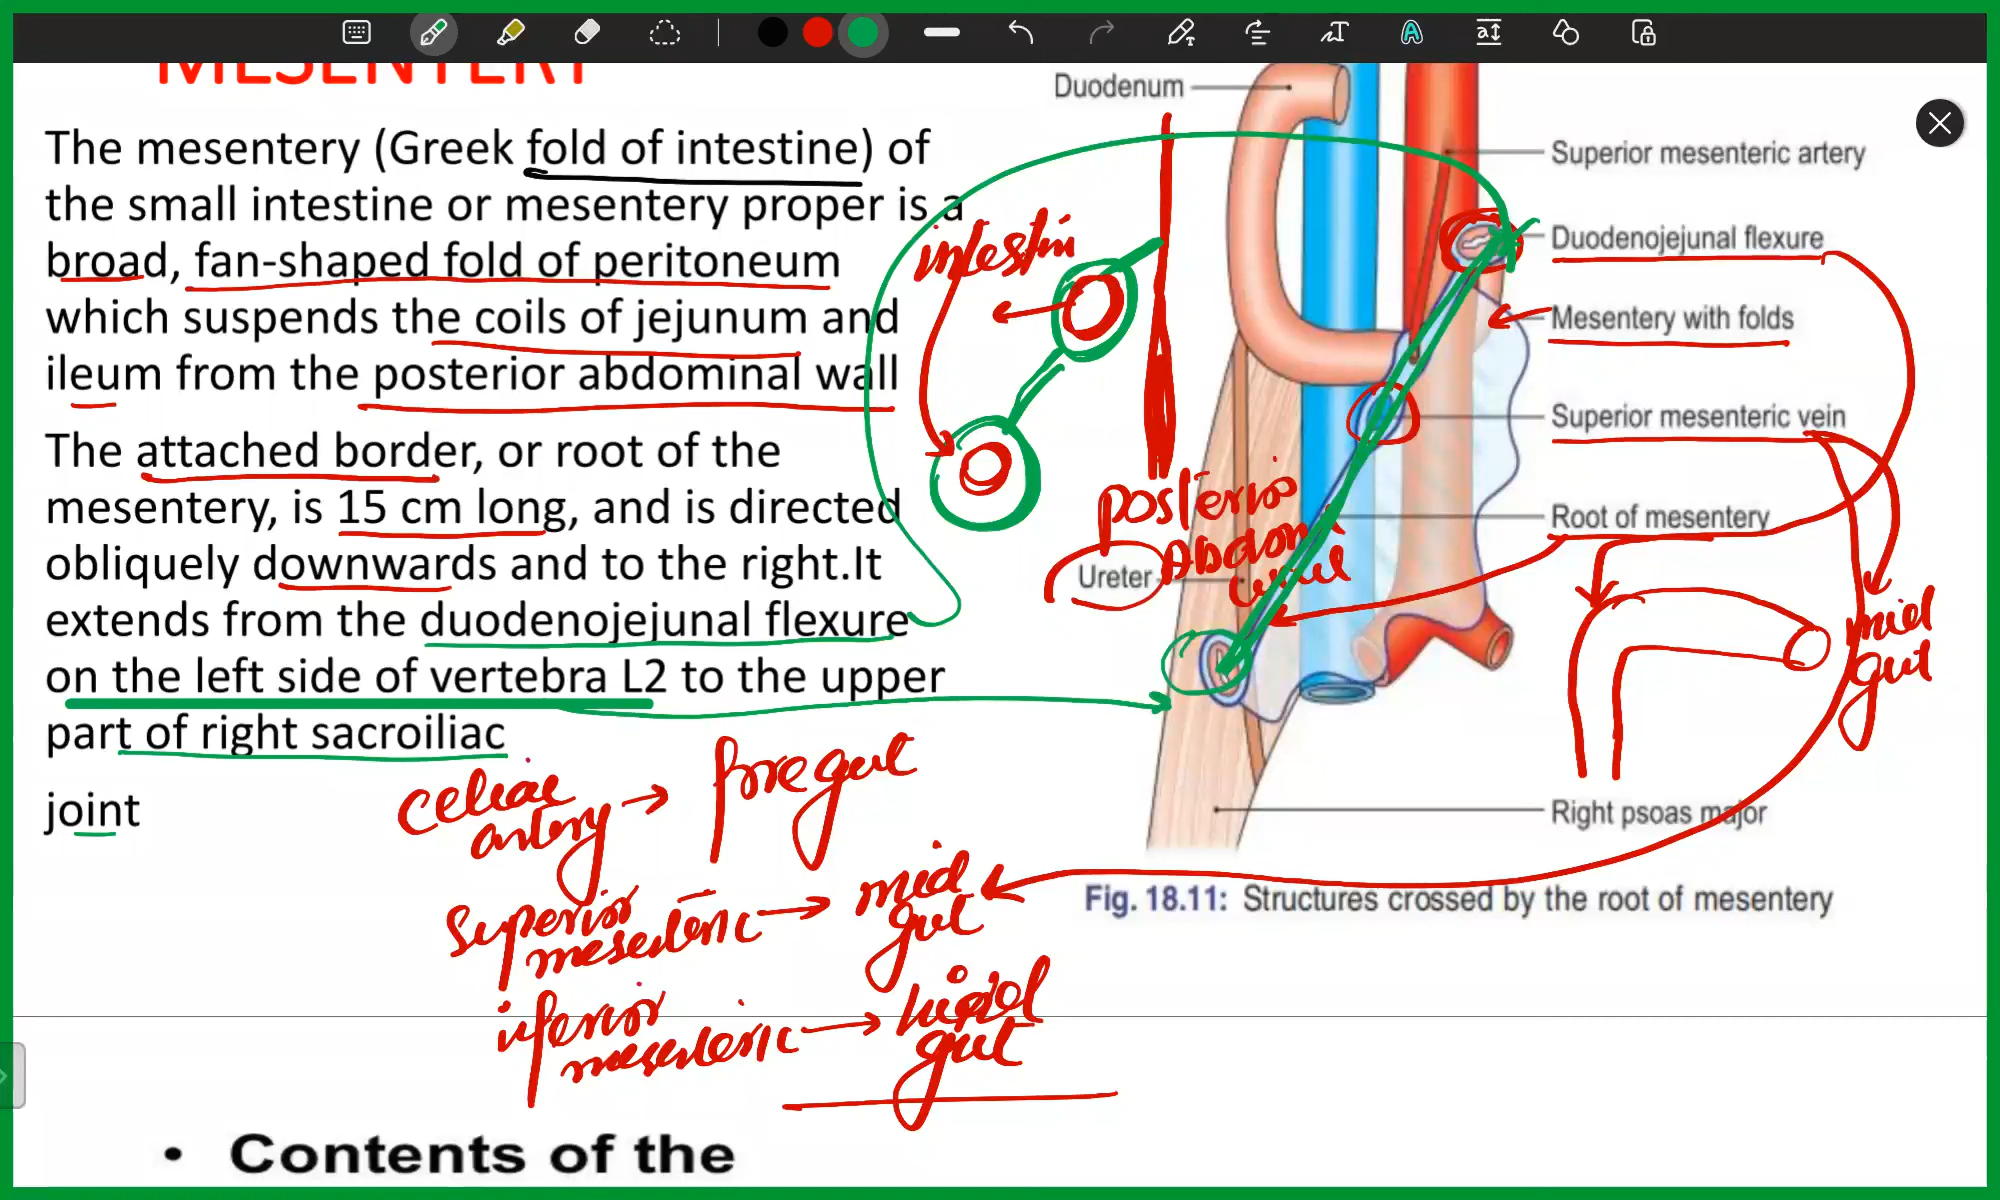 MESENTERY
The mesentery (Greek fold of intestine) of
the small intestine or mesentery proper is a
broad, fan-shaped fold of peritoneum
which suspends the coils of jejunum and
ileum from the posterior abdominal wall
The attached border, or root of the
mesentery, is 15 cm long, and is directed
obliquely downwards and to the right.It
extends from the duodenojejunal flexure
on the left side of vertebra L2 to the upper
part of right sacroiliac
joint
intestin
celiac
artery → foregut
Superior
mesenteric → mid
gut
inferior
mesenteric → hind
gut
Duodenum
Superior mesenteric artery
Duodenojejunal flexure
Mesentery with folds
Superior mesenteric vein
Root of mesentery
posterior
Abdom
Ureter
mid
gut
Right psoas major
Fig. 18.11: Structures crossed by the root of mesentery
• Contents of the